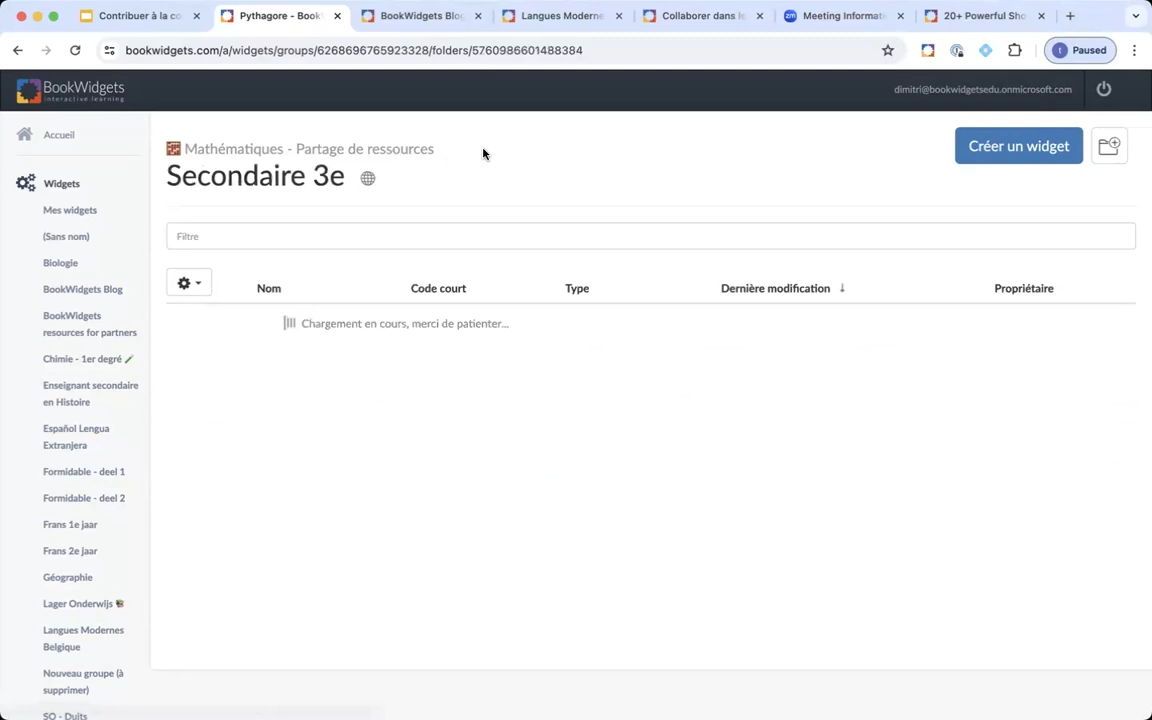 Contribuer à la co
Pythagore - Book
BookWidgets Blog
Langues Moderne
Collaborer dans le
zm Meeting Informati
20+ Powerful Sho
bookwidgets.com/a/widgets/groups/6268696765923328/folders/5760986601488384
t Paused
BookWidgets
interactive learning
dimitri@bookwidgetsedu.onmicrosoft.com
Accueil
Widgets
Mes widgets
(Sans nom)
Biologie
BookWidgets Blog
BookWidgets
resources for partners
Chimie - 1er degré
Enseignant secondaire
en Histoire
Español Lengua
Extranjera
Formidable - deel 1
Formidable - deel 2
Frans 1e jaar
Frans 2e jaar
Géographie
Lager Onderwijs
Langues Modernes
Belgique
Nouveau groupe (à
supprimer)
SO - Duits
Mathématiques - Partage de ressources
Secondaire 3e
Créer un widget
Filtre
Nom Code court Type Dernière modification ↓ Propriétaire
Chargement en cours, merci de patienter...